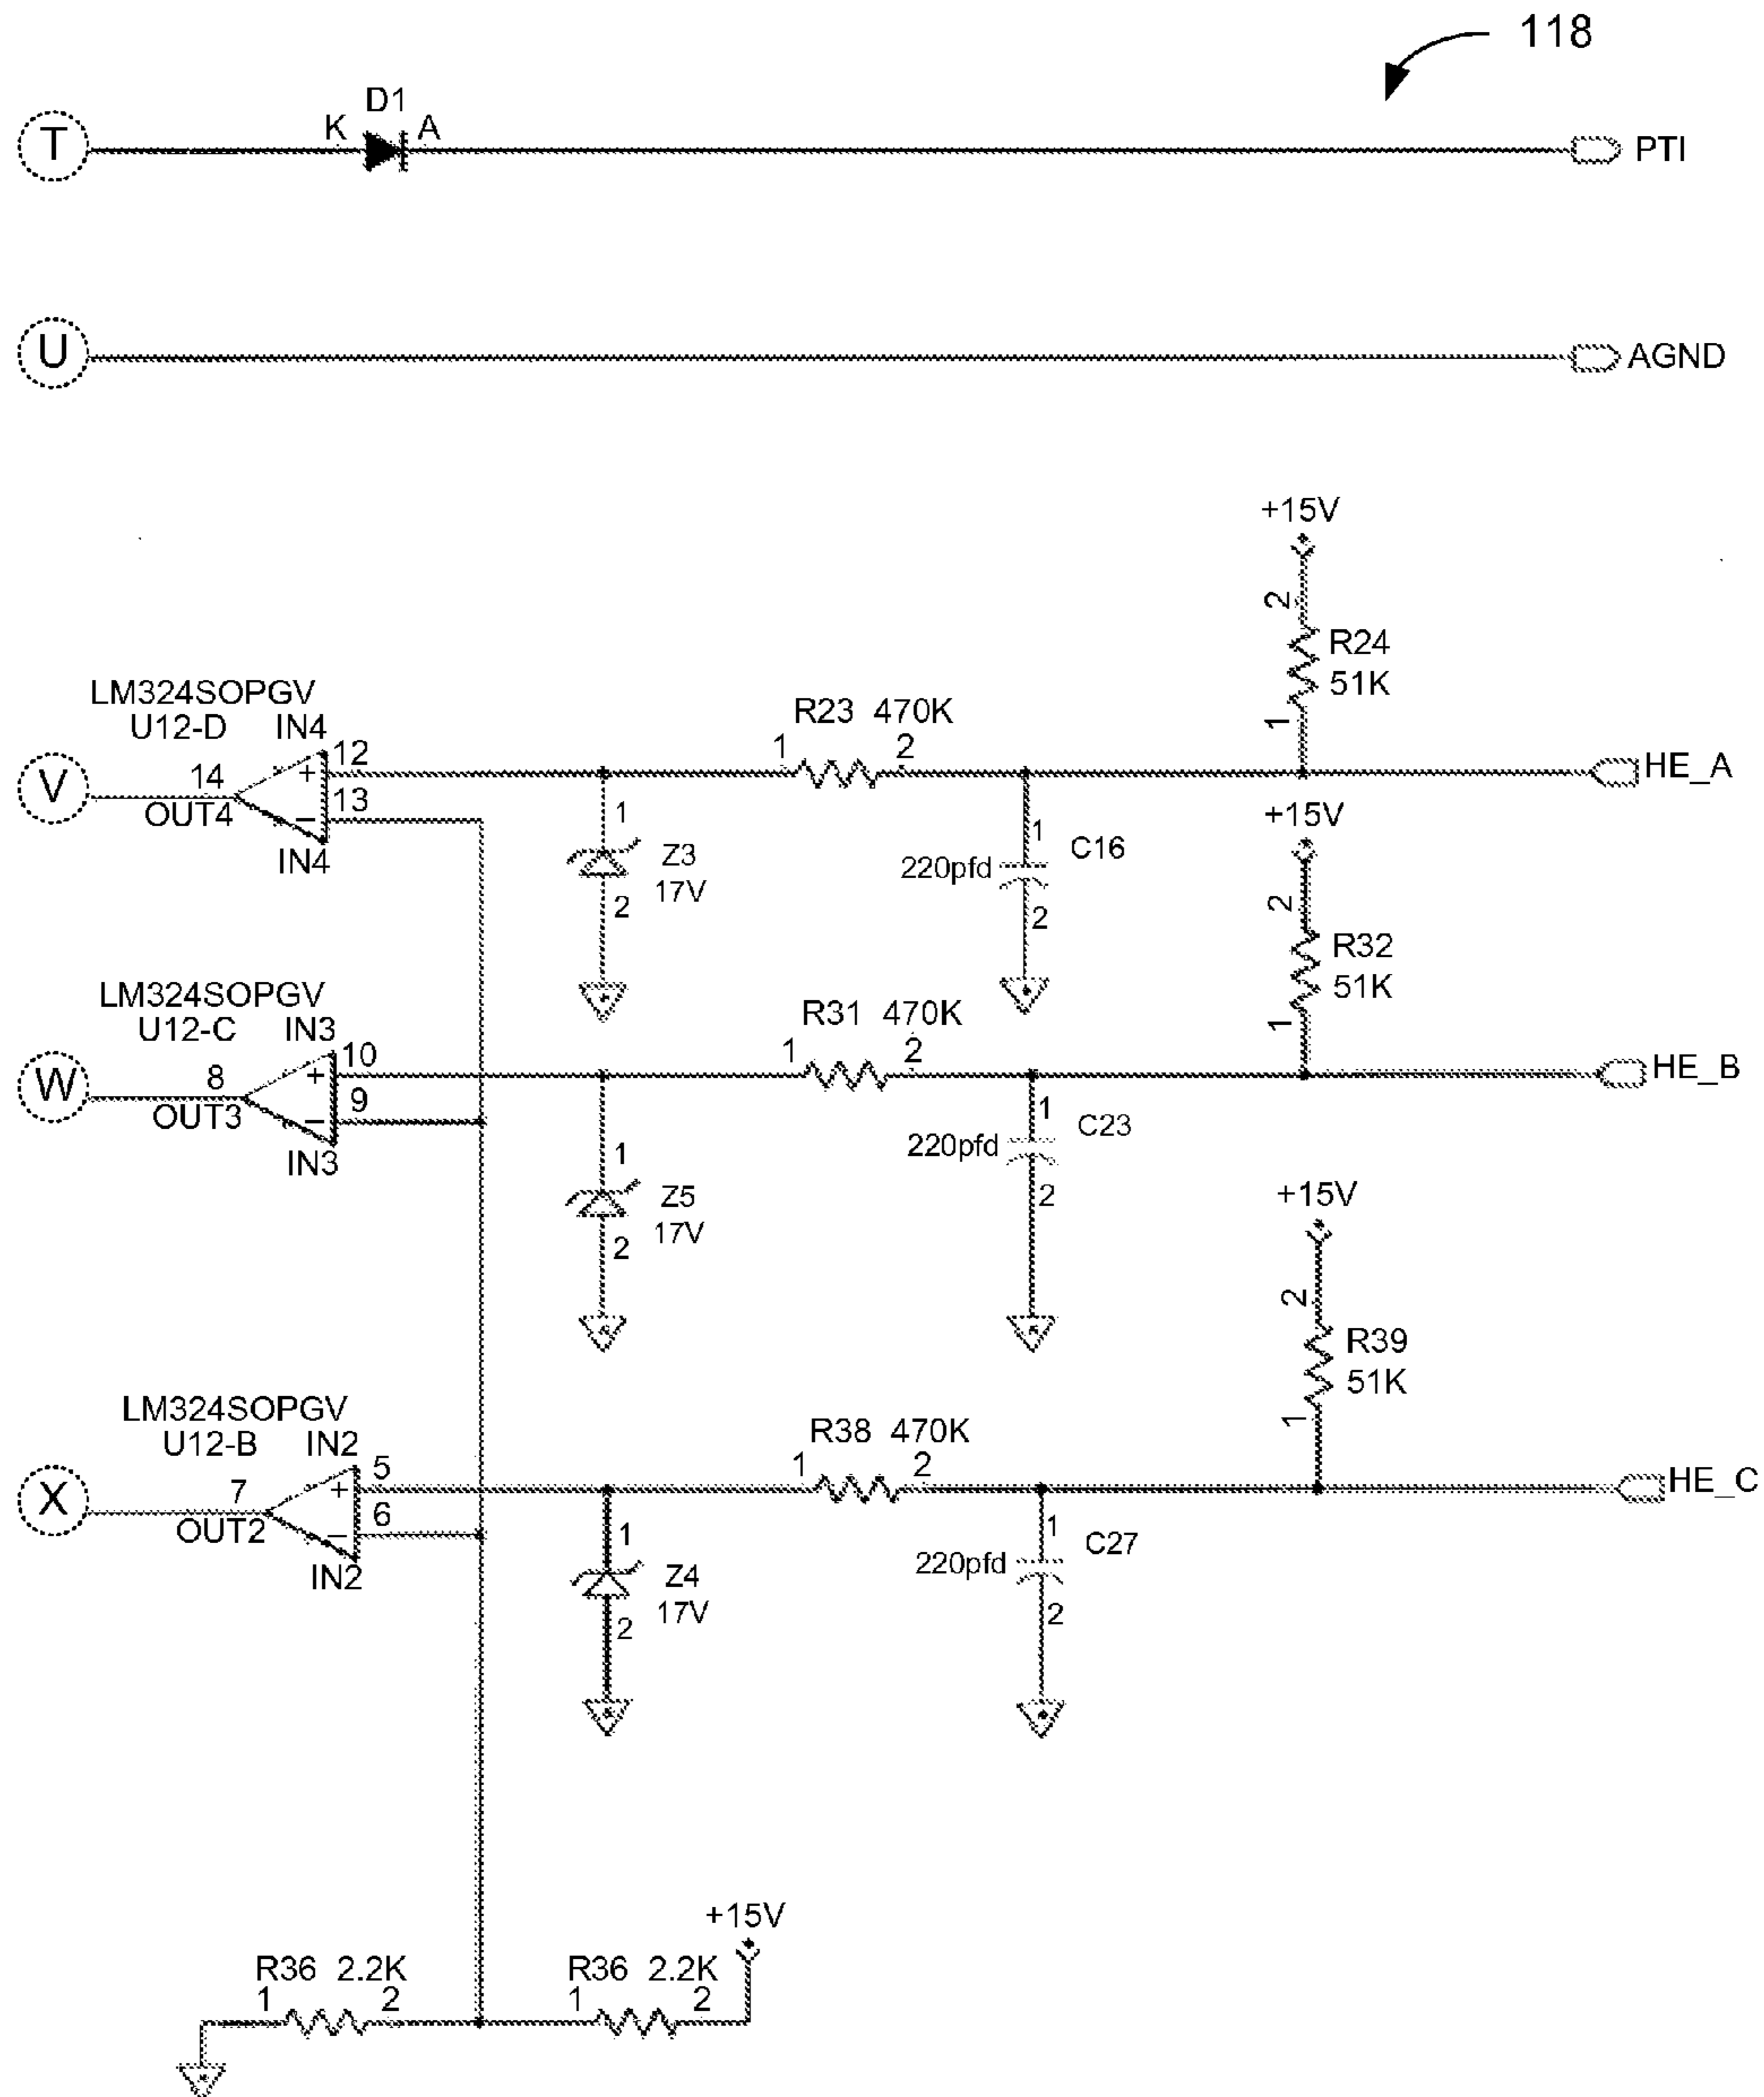 118
D1
T
K
A
PTI
U
AGND
+15V
2
R24
51K
1
LM324SOPGV
U12-D IN4
R23 470K
1
2
12
+
HE_A
V
14
OUT4
13
−
IN4
+15V
1
Z3
17V
2
1
C16
220pfd
2
2
R32
51K
1
LM324SOPGV
U12-C IN3
R31 470K
1
2
10
+
HE_B
W
8
OUT3
9
−
IN3
1
Z5
17V
2
1
C23
220pfd
2
+15V
2
R39
51K
1
LM324SOPGV
U12-B IN2
R38 470K
1
2
5
+
HE_C
X
7
OUT2
6
−
IN2
1
Z4
17V
2
1
C27
220pfd
2
+15V
R36 2.2K
1
2
R36 2.2K
1
2